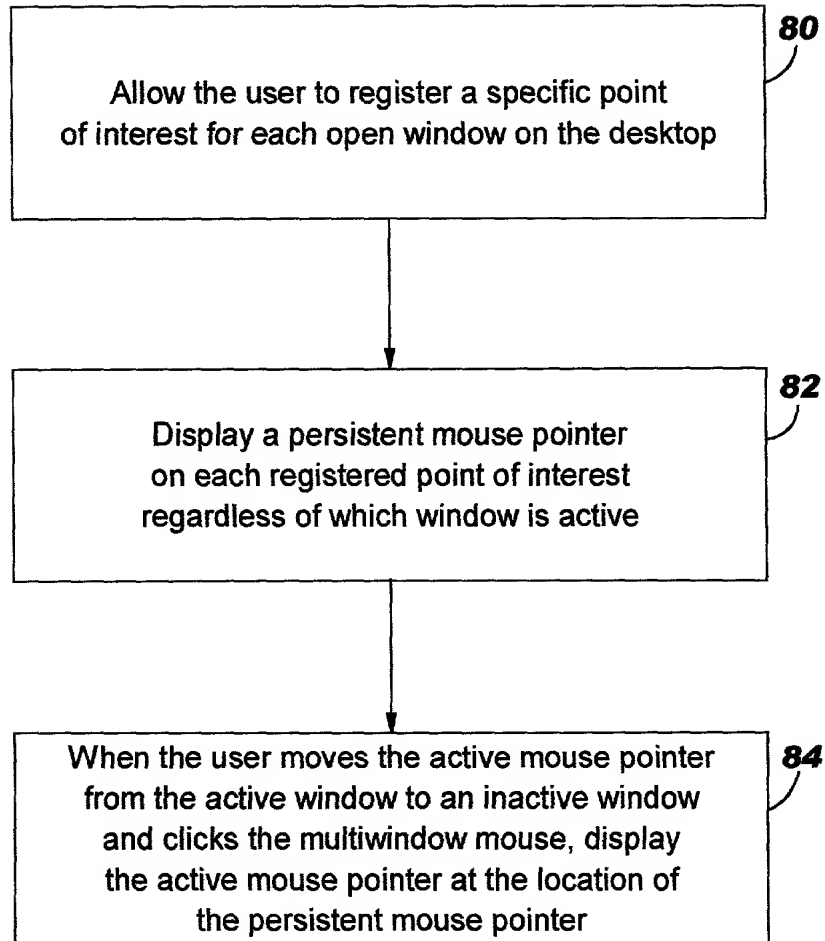 80
Allow the user to register a specific point
of interest for each open window on the desktop
82
Display a persistent mouse pointer
on each registered point of interest
regardless of which window is active
84
When the user moves the active mouse pointer
from the active window to an inactive window
and clicks the multiwindow mouse, display
the active mouse pointer at the location of
the persistent mouse pointer